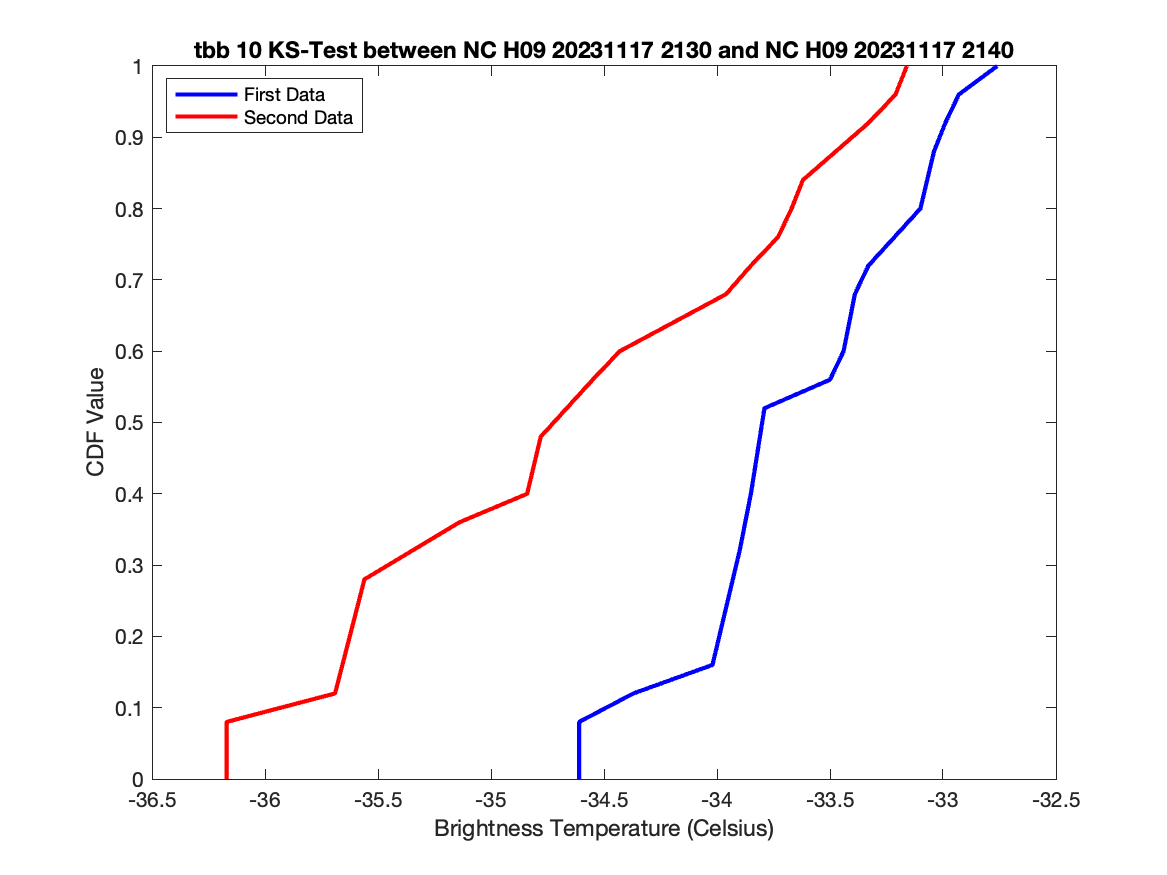 tbb 10 KS-Test between NC H09 20231117 2130 and NC H09 20231117 2140
First Data
Second Data
1
0.9
0.8
0.7
0.6
0.5
0.4
0.3
0.2
0.1
0
CDF Value
-36.5 -36 -35.5 -35 -34.5 -34 -33.5 -33 -32.5
Brightness Temperature (Celsius)